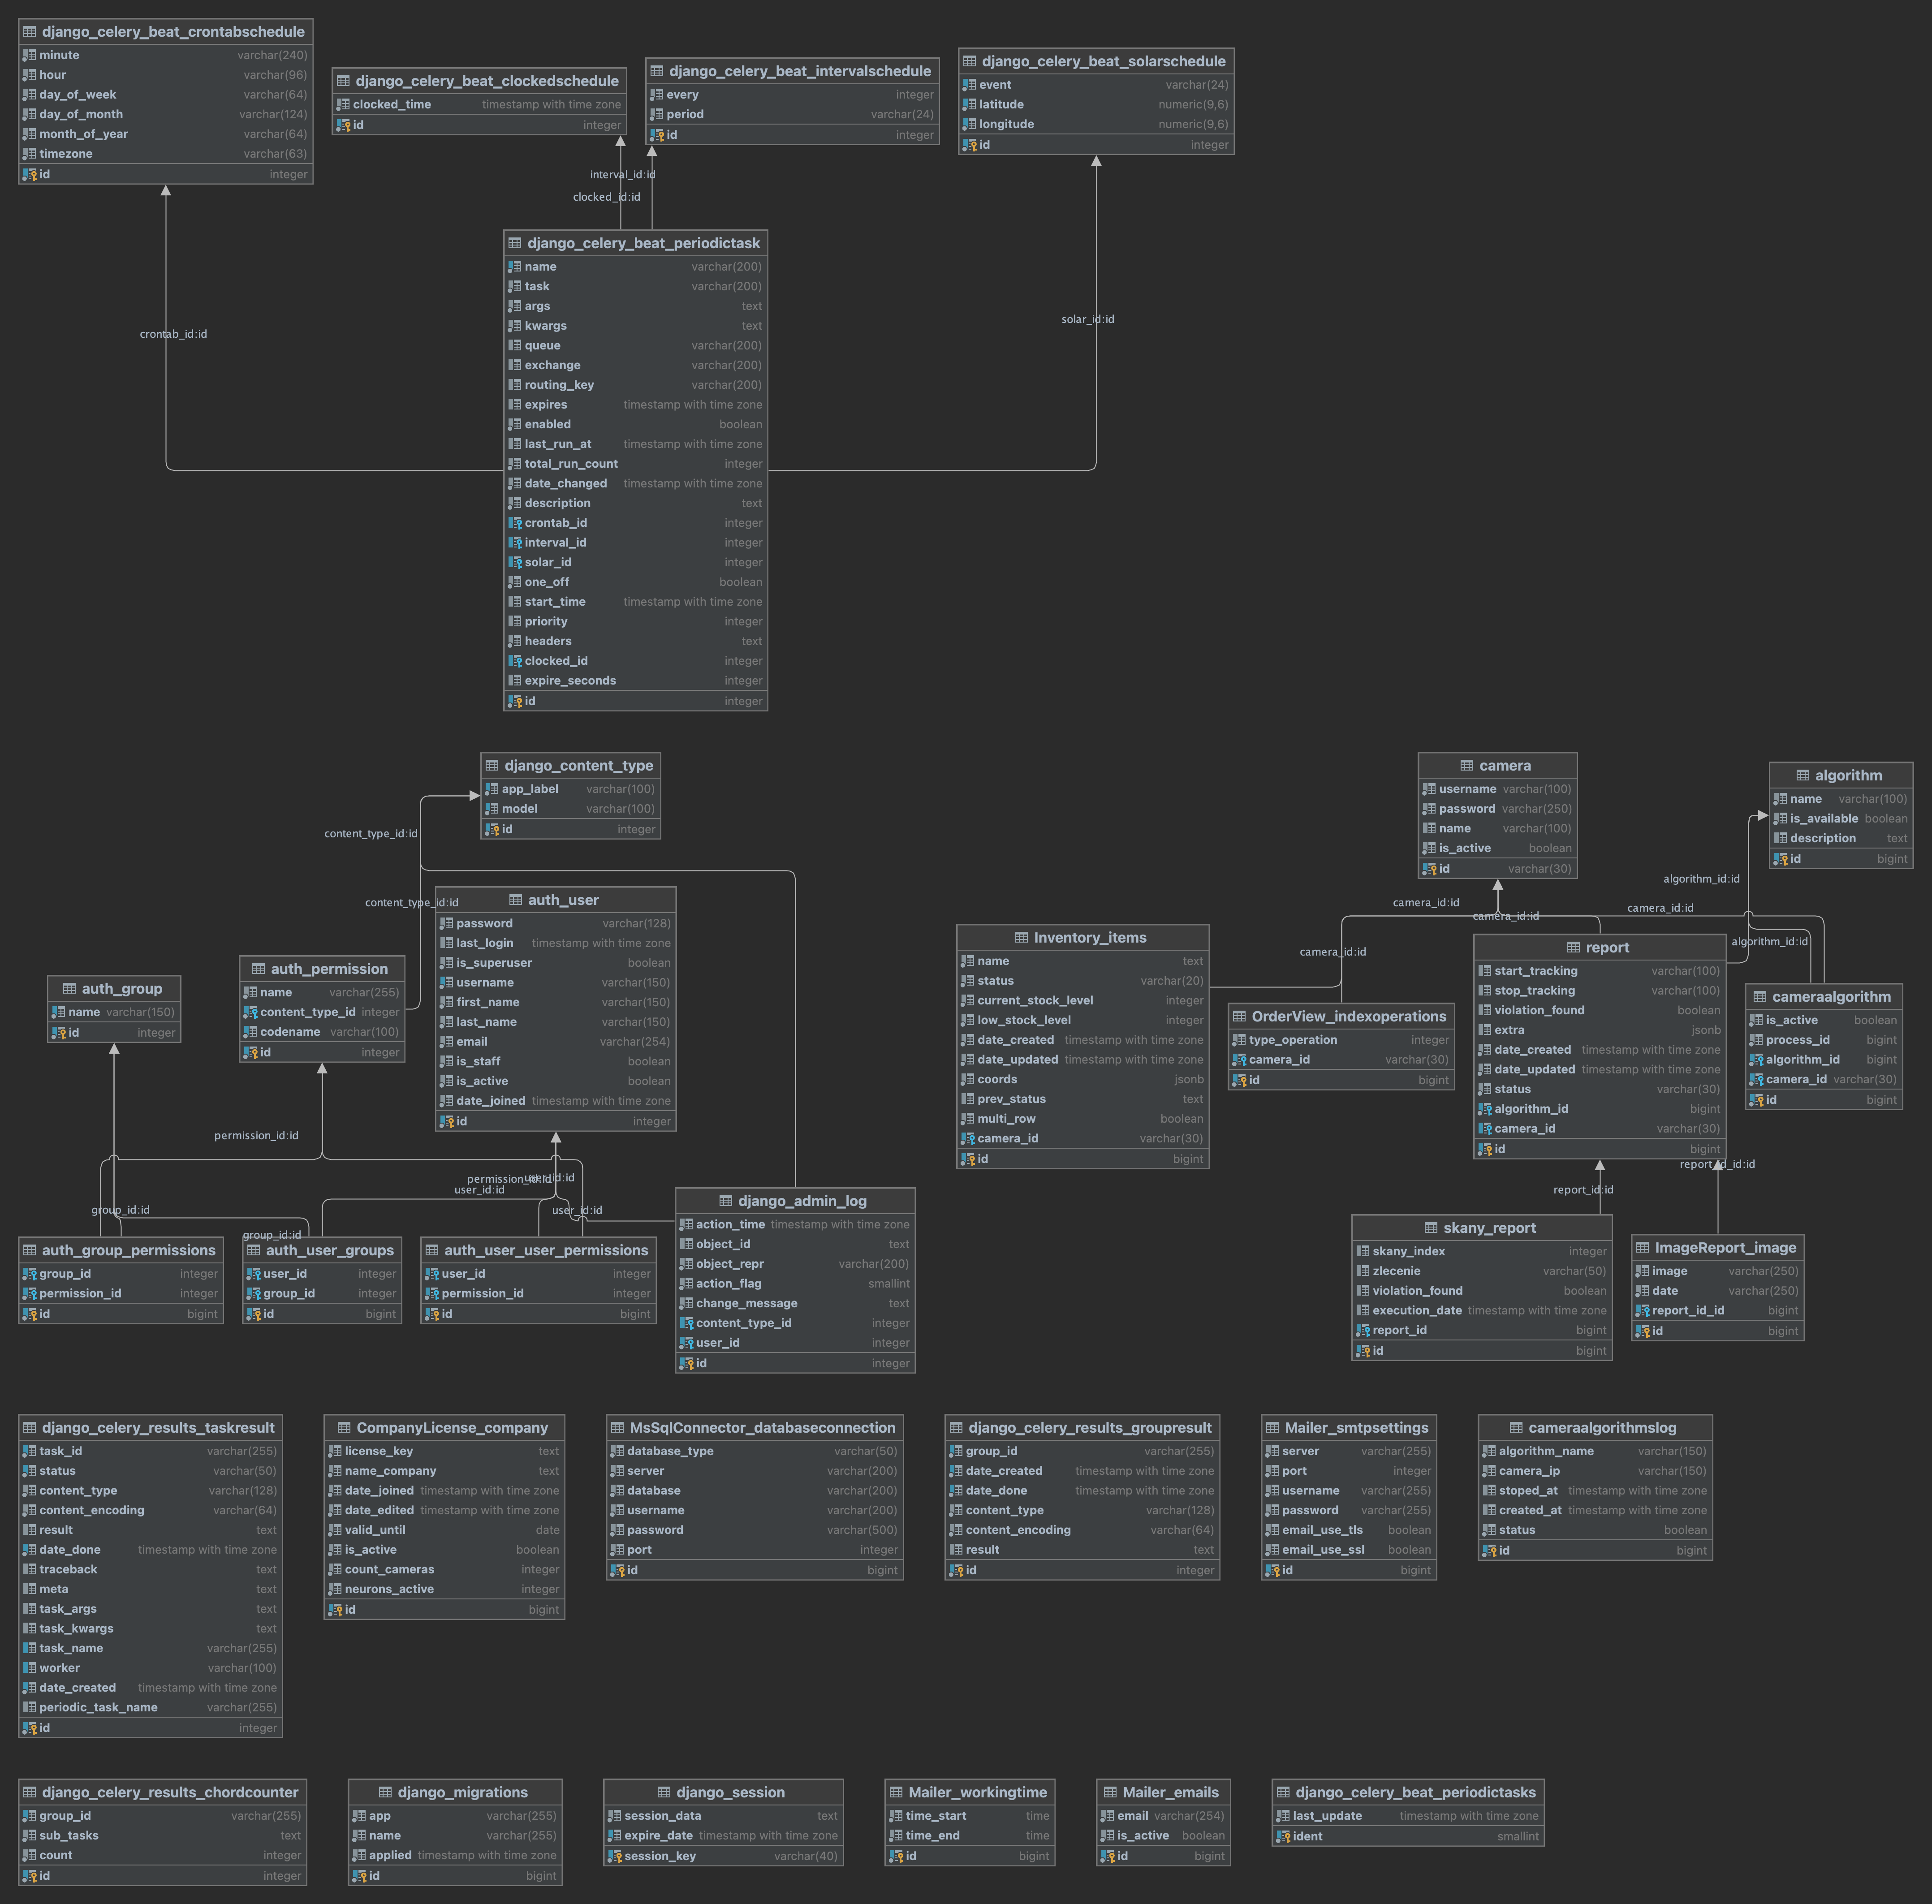 django_celery_beat_crontabschedule
minute varchar(240)
hour varchar(96)
day_of_week varchar(64)
day_of_month varchar(124)
month_of_year varchar(64)
timezone varchar(63)
id integer
django_celery_beat_clockedschedule
clocked_time timestamp with time zone
id integer
django_celery_beat_intervalschedule
every integer
period varchar(24)
id integer
django_celery_beat_solarschedule
event varchar(24)
latitude numeric(9,6)
longitude numeric(9,6)
id integer
interval_id:id
clocked_id:id
crontab_id:id
solar_id:id
django_celery_beat_periodictask
name varchar(200)
task varchar(200)
args text
kwargs text
queue varchar(200)
exchange varchar(200)
routing_key varchar(200)
expires timestamp with time zone
enabled boolean
last_run_at timestamp with time zone
total_run_count integer
date_changed timestamp with time zone
description text
crontab_id integer
interval_id integer
solar_id integer
one_off boolean
start_time timestamp with time zone
priority integer
headers text
clocked_id integer
expire_seconds integer
id integer
django_content_type
app_label varchar(100)
model varchar(100)
id integer
content_type_id:id
content_type_id:id
auth_user
password varchar(128)
last_login timestamp with time zone
is_superuser boolean
username varchar(150)
first_name varchar(150)
last_name varchar(150)
email varchar(254)
is_staff boolean
is_active boolean
date_joined timestamp with time zone
id integer
auth_permission
name varchar(255)
content_type_id integer
codename varchar(100)
id integer
auth_group
name varchar(150)
id integer
permission_id:id
permission_id:id
user_id:id
user_id:id
user_id:id
group_id:id
group_id:id
auth_group_permissions
group_id integer
permission_id integer
id bigint
auth_user_groups
user_id integer
group_id integer
id bigint
auth_user_user_permissions
user_id integer
permission_id integer
id bigint
django_admin_log
action_time timestamp with time zone
object_id text
object_repr varchar(200)
action_flag smallint
change_message text
content_type_id integer
user_id integer
id integer
camera
username varchar(100)
password varchar(250)
name varchar(100)
is_active boolean
id varchar(30)
algorithm
name varchar(100)
is_available boolean
description text
id bigint
algorithm_id:id
camera_id:id
camera_id:id
camera_id:id
algorithm_id:id
camera_id:id
Inventory_items
name text
status varchar(20)
current_stock_level integer
low_stock_level integer
date_created timestamp with time zone
date_updated timestamp with time zone
coords jsonb
prev_status text
multi_row boolean
camera_id varchar(30)
id bigint
OrderView_indexoperations
type_operation integer
camera_id varchar(30)
id bigint
report
start_tracking varchar(100)
stop_tracking varchar(100)
violation_found boolean
extra jsonb
date_created timestamp with time zone
date_updated timestamp with time zone
status varchar(30)
algorithm_id bigint
camera_id varchar(30)
id bigint
cameraalgorithm
is_active boolean
process_id bigint
algorithm_id bigint
camera_id varchar(30)
id bigint
report_id_id:id
report_id:id
skany_report
skany_index integer
zlecenie varchar(50)
violation_found boolean
execution_date timestamp with time zone
report_id bigint
id bigint
ImageReport_image
image varchar(250)
date varchar(250)
report_id_id bigint
id bigint
django_celery_results_taskresult
task_id varchar(255)
status varchar(50)
content_type varchar(128)
content_encoding varchar(64)
result text
date_done timestamp with time zone
traceback text
meta text
task_args text
task_kwargs text
task_name varchar(255)
worker varchar(100)
date_created timestamp with time zone
periodic_task_name varchar(255)
id integer
CompanyLicense_company
license_key text
name_company text
date_joined timestamp with time zone
date_edited timestamp with time zone
valid_until date
is_active boolean
count_cameras integer
neurons_active integer
id bigint
MsSqlConnector_databaseconnection
database_type varchar(50)
server varchar(200)
database varchar(200)
username varchar(200)
password varchar(500)
port integer
id bigint
django_celery_results_groupresult
group_id varchar(255)
date_created timestamp with time zone
date_done timestamp with time zone
content_type varchar(128)
content_encoding varchar(64)
result text
id integer
Mailer_smtpsettings
server varchar(255)
port integer
username varchar(255)
password varchar(255)
email_use_tls boolean
email_use_ssl boolean
id bigint
cameraalgorithmslog
algorithm_name varchar(150)
camera_ip varchar(150)
stoped_at timestamp with time zone
created_at timestamp with time zone
status boolean
id bigint
django_celery_results_chordcounter
group_id varchar(255)
sub_tasks text
count integer
id integer
django_migrations
app varchar(255)
name varchar(255)
applied timestamp with time zone
id bigint
django_session
session_data text
expire_date timestamp with time zone
session_key varchar(40)
Mailer_workingtime
time_start time
time_end time
id bigint
Mailer_emails
email varchar(254)
is_active boolean
id bigint
django_celery_beat_periodictasks
last_update timestamp with time zone
ident smallint